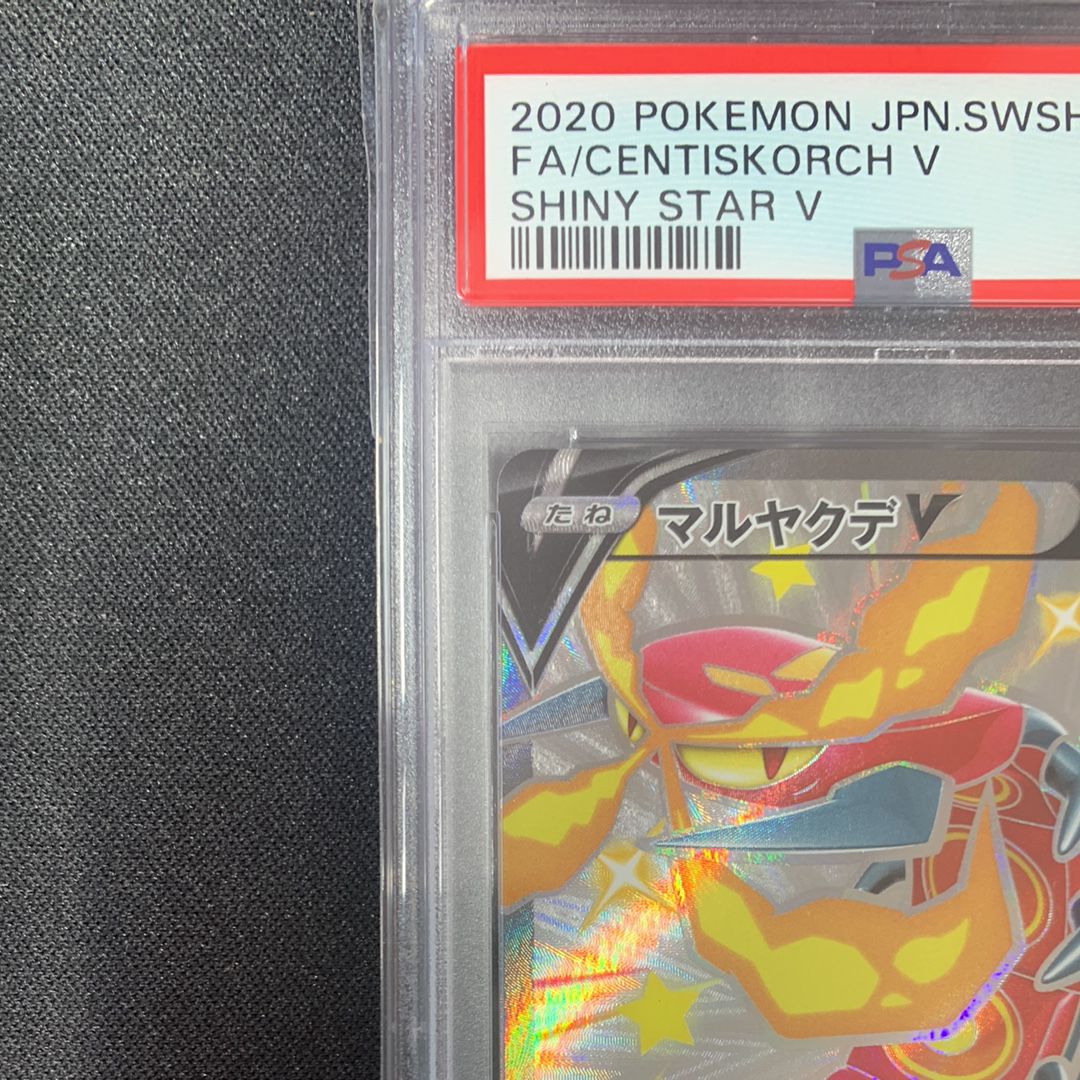 2020 POKEMON JPN.SWSH
FA/CENTISKORCH V
SHINY STAR V
PSA
たね マルヤクデV